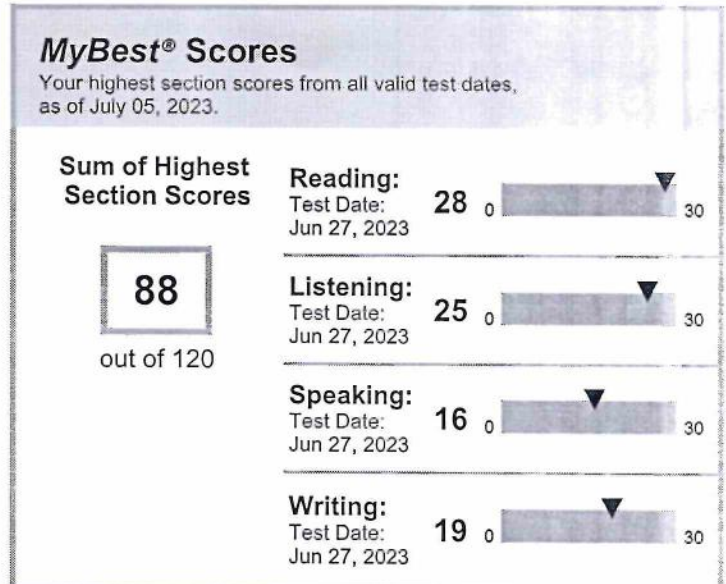 MyBest® Scores
Your highest section scores from all valid test dates,
as of July 05, 2023.
Sum of Highest
Section Scores
88
out of 120
Reading:
Test Date:
Jun 27, 2023
28
0
30
Listening:
Test Date:
Jun 27, 2023
25
0
30
Speaking:
Test Date:
Jun 27, 2023
16
0
30
Writing:
Test Date:
Jun 27, 2023
19
0
30